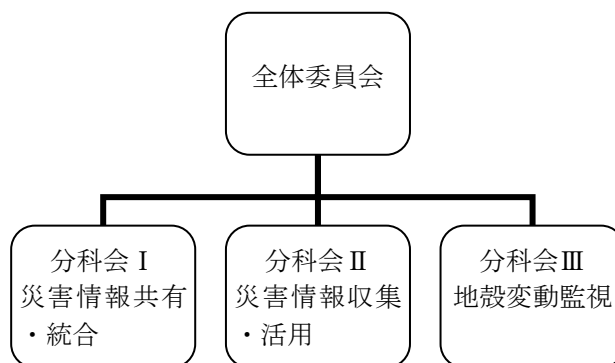 全体委員会
分科会Ⅰ
災害情報共有
・統合
分科会Ⅱ
災害情報収集
・活用
分科会Ⅲ
地殻変動監視